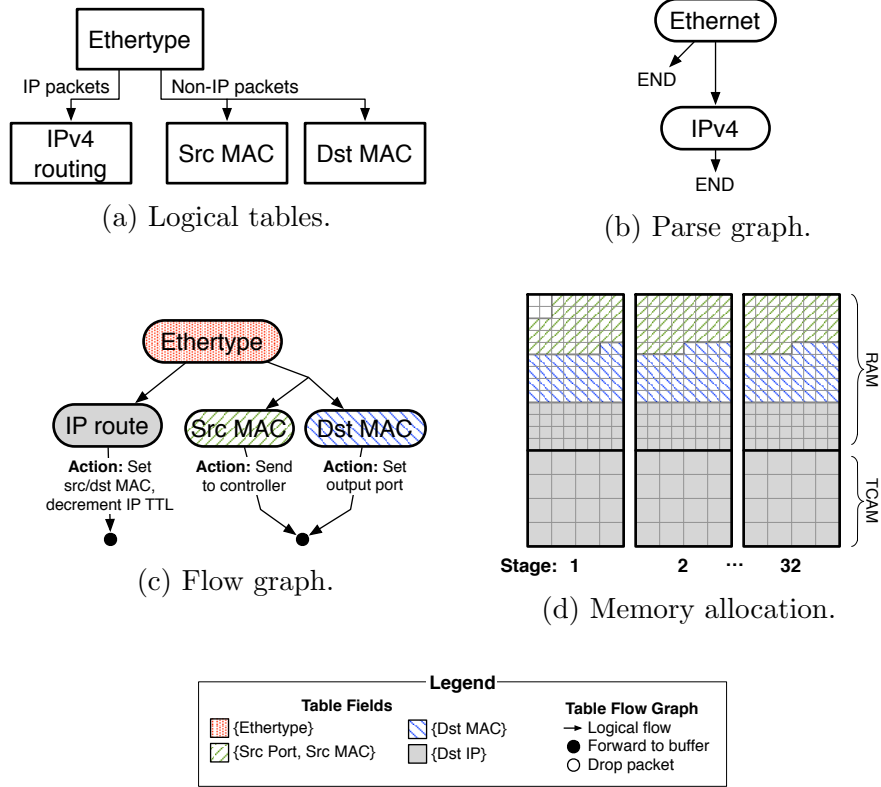 Ethertype
IP packets
Non-IP packets
IPv4
routing
Src MAC
Dst MAC
(a) Logical tables.
Ethernet
END
IPv4
END
(b) Parse graph.
Ethertype
IP route
Src MAC
Dst MAC
Action: Set
src/dst MAC,
decrement IP TTL
Action: Send
to controller
Action: Set
output port
(c) Flow graph.
RAM
TCAM
Stage: 1 2 ... 32
(d) Memory allocation.
Legend
Table Fields
{Ethertype}
{Src Port, Src MAC}
{Dst MAC}
{Dst IP}
Table Flow Graph
Logical flow
Forward to buffer
Drop packet